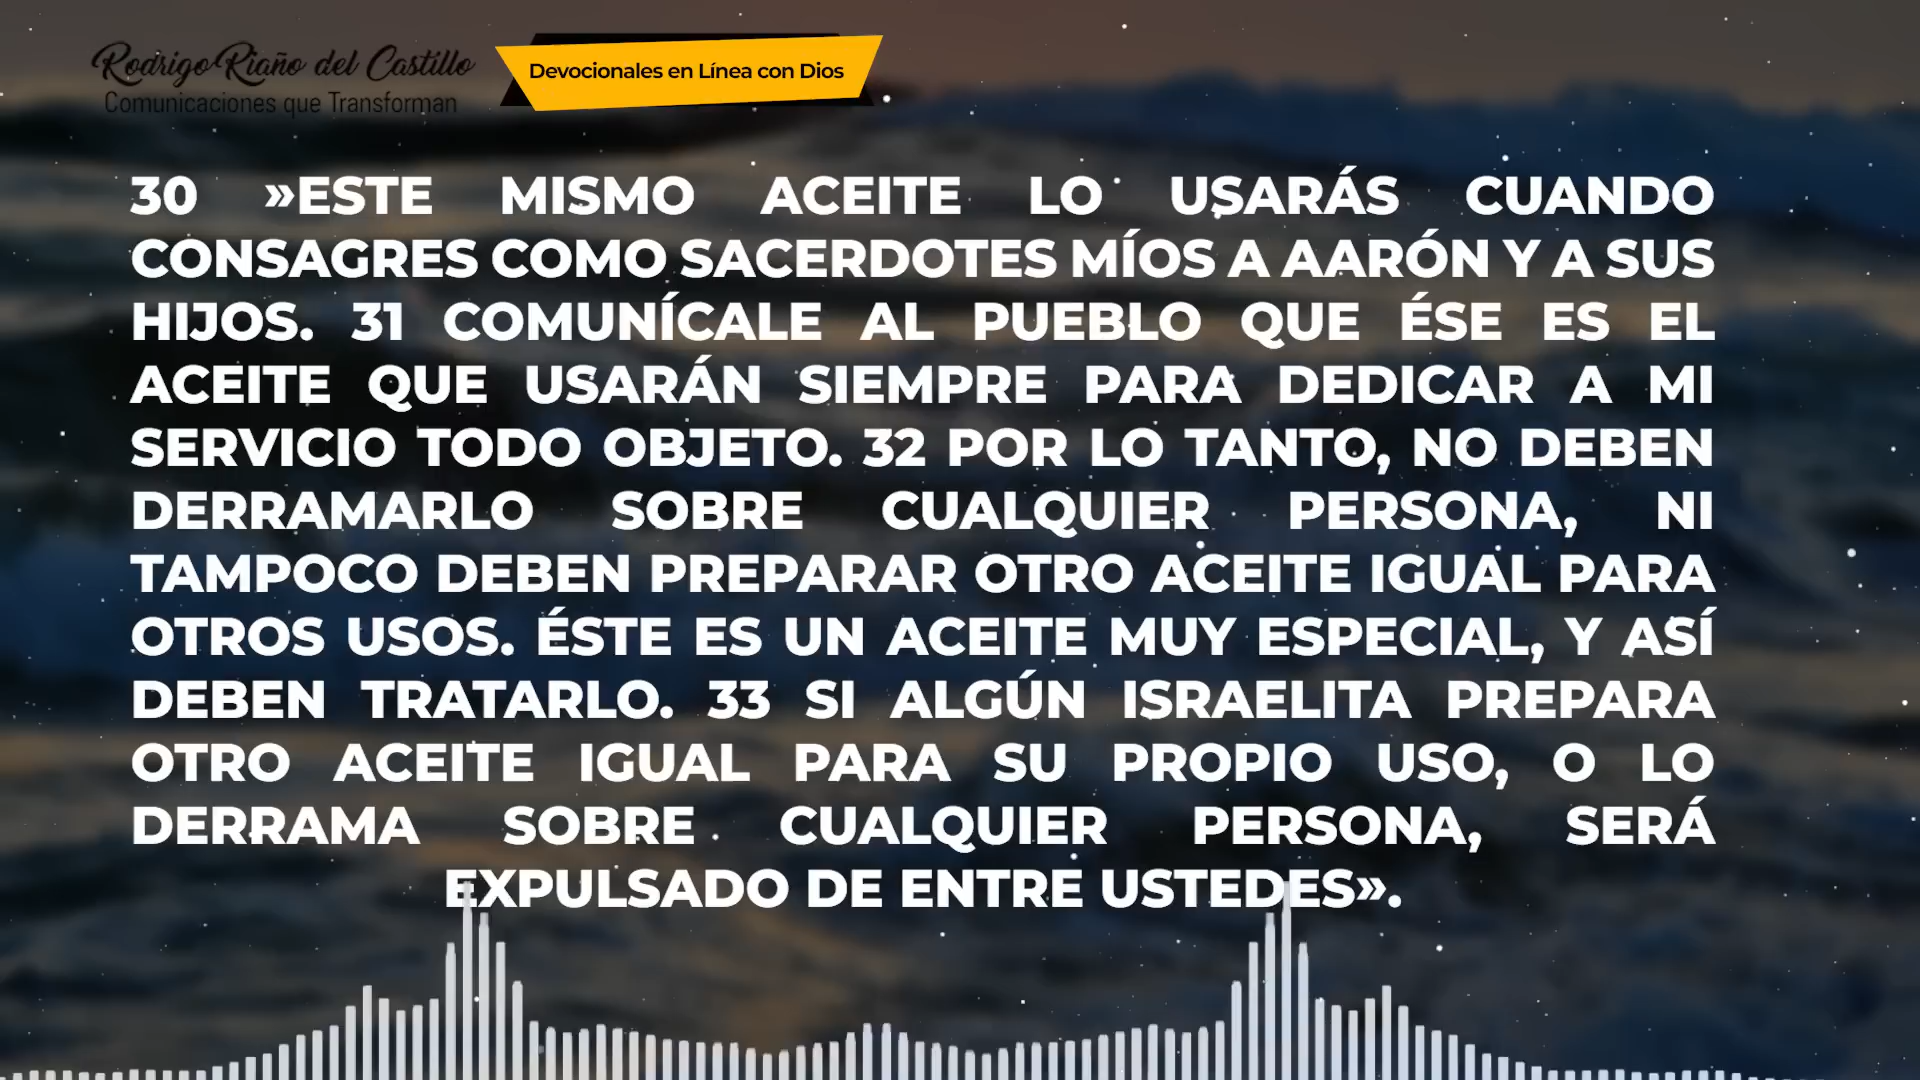 Rodrigo Riaño del Castillo
Comunicaciones que Transforman
Devocionales en Línea con Dios
30 »ESTE MISMO ACEITE LO USARÁS CUANDO
CONSAGRES COMO SACERDOTES MÍOS A AARÓN Y A SUS
HIJOS. 31 COMUNÍCALE AL PUEBLO QUE ÉSE ES EL
ACEITE QUE USARÁN SIEMPRE PARA DEDICAR A MI
SERVICIO TODO OBJETO. 32 POR LO TANTO, NO DEBEN
DERRAMARLO SOBRE CUALQUIER PERSONA, NI
TAMPOCO DEBEN PREPARAR OTRO ACEITE IGUAL PARA
OTROS USOS. ÉSTE ES UN ACEITE MUY ESPECIAL, Y ASÍ
DEBEN TRATARLO. 33 SI ALGÚN ISRAELITA PREPARA
OTRO ACEITE IGUAL PARA SU PROPIO USO, O LO
DERRAMA SOBRE CUALQUIER PERSONA, SERÁ
EXPULSADO DE ENTRE USTEDES».